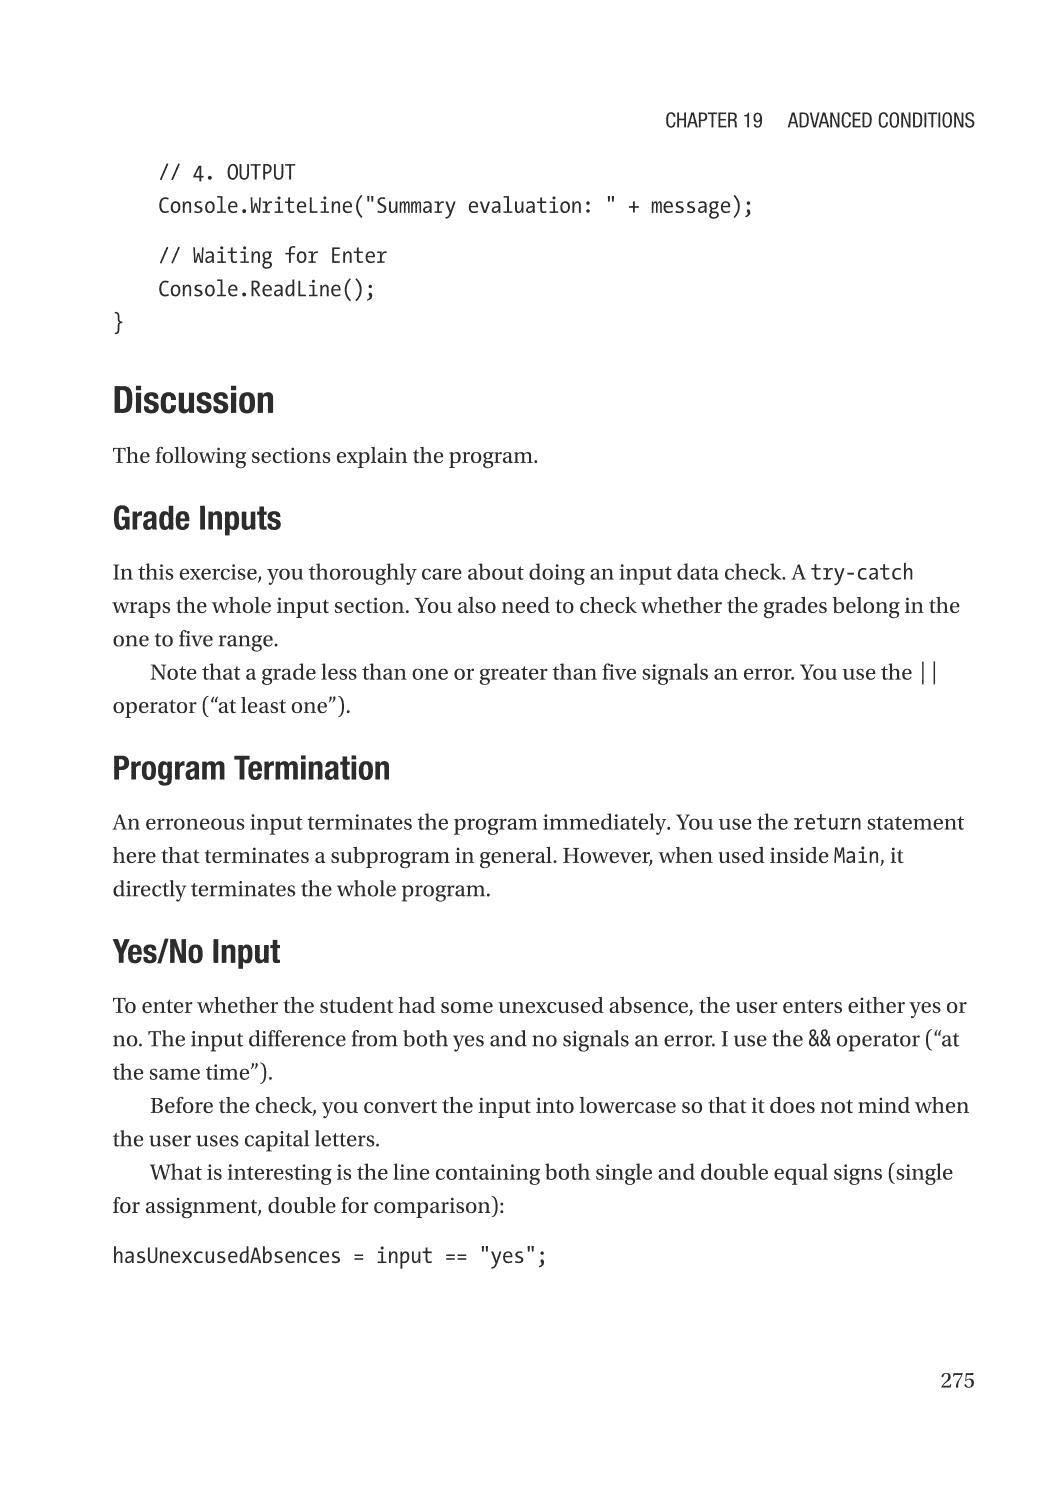 CHAPTER 19 ADVANCED CONDITIONS
// 4. OUTPUT
Console.WriteLine("Summary evaluation: " + message);
// Waiting for Enter
Console.ReadLine();
}
Discussion
The following sections explain the program.
Grade Inputs
In this exercise, you thoroughly care about doing an input data check. A try-catch
wraps the whole input section. You also need to check whether the grades belong in the
one to five range.
Note that a grade less than one or greater than five signals an error. You use the ||
operator (“at least one”).
Program Termination
An erroneous input terminates the program immediately. You use the return statement
here that terminates a subprogram in general. However, when used inside Main, it
directly terminates the whole program.
Yes/No Input
To enter whether the student had some unexcused absence, the user enters either yes or
no. The input difference from both yes and no signals an error. I use the && operator (“at
the same time”).
Before the check, you convert the input into lowercase so that it does not mind when
the user uses capital letters.
What is interesting is the line containing both single and double equal signs (single
for assignment, double for comparison):
hasUnexcusedAbsences = input == "yes";
275